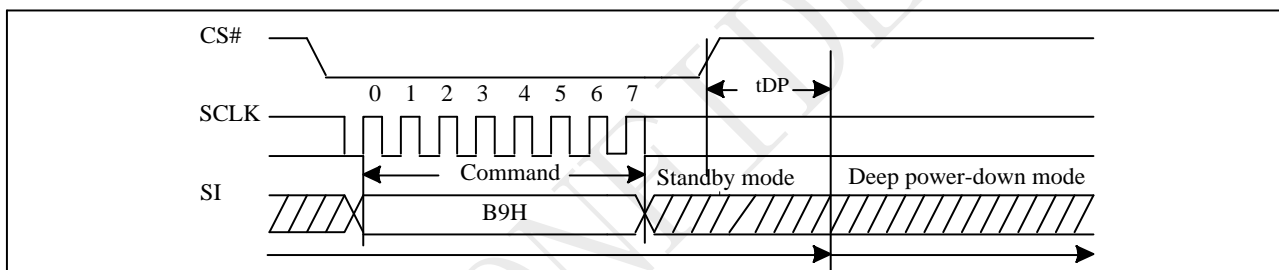 CS#
tDP
0 1 2 3 4 5 6 7
SCLK
Command
Standby mode
Deep power-down mode
SI
B9H